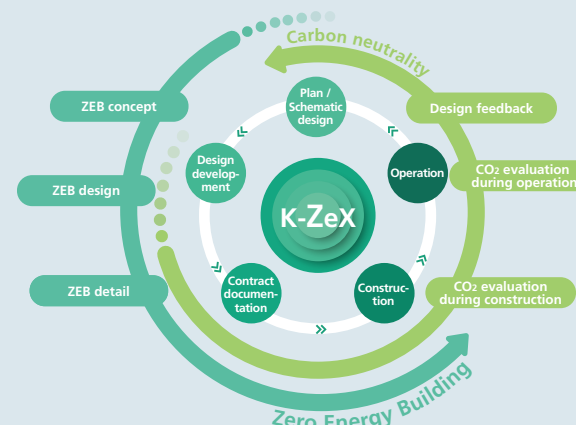 Carbon neutrality
Plan /
Schematic
design
ZEB concept
Design feedback
Design
develop-
ment
Operation
CO2 evaluation
during operation
ZEB design
K-ZeX
ZEB detail
Contract
documen-
tation
Construc-
tion
CO2 evaluation
during construction
Zero Energy Building